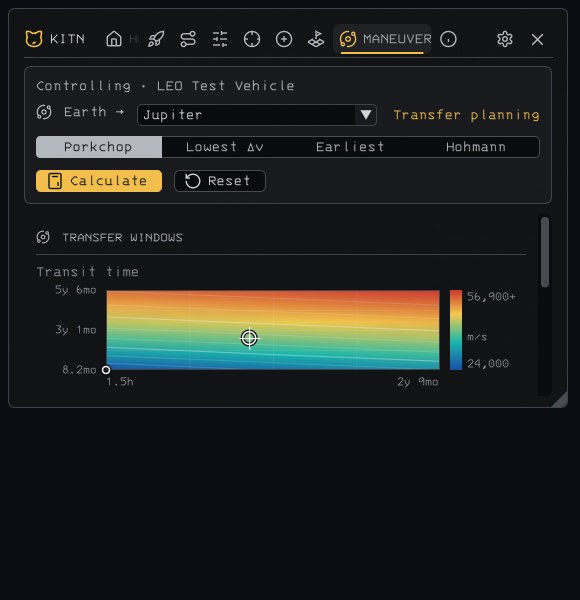 KITN
MANEUVER
Controlling · LEO Test Vehicle
Earth → Jupiter Transfer planning
Porkchop Lowest Δv Earliest Hohmann
Calculate Reset
TRANSFER WINDOWS
Transit time
5y 6mo
3y 1mo
8.2mo
1.5h 2y 9mo
56,900+
m/s
24,000